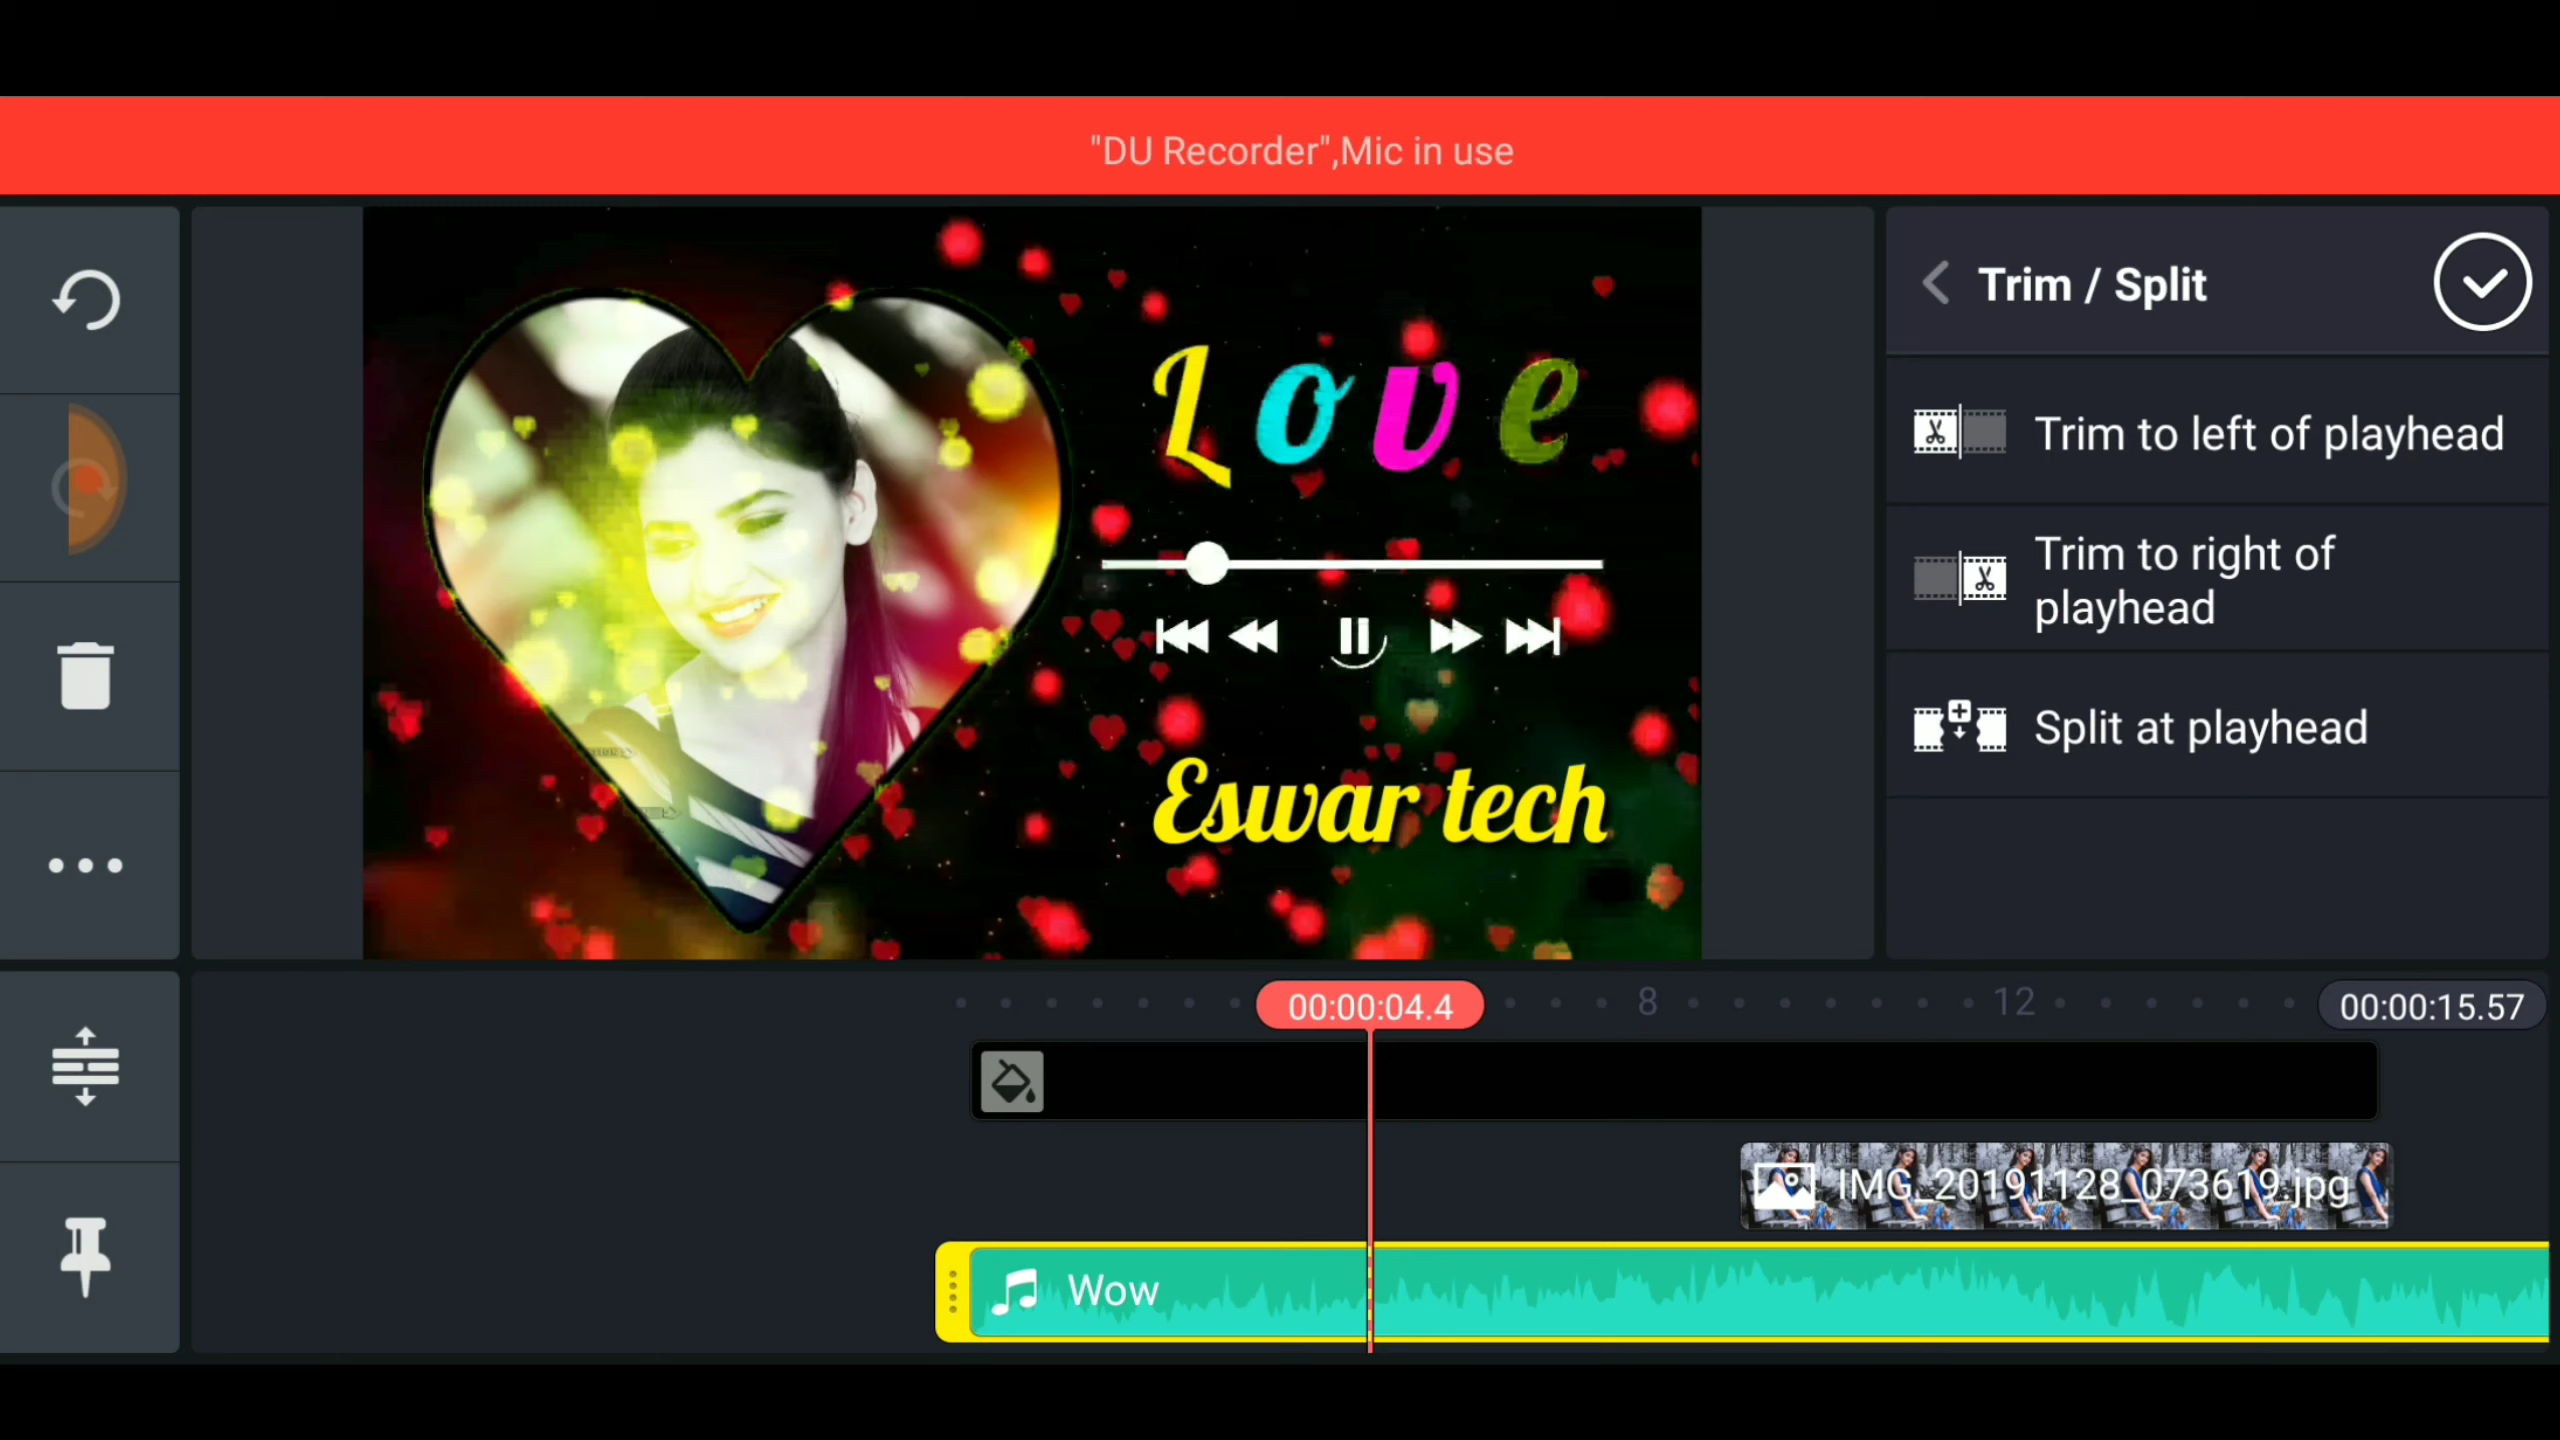 "DU Recorder",Mic in use
Trim / Split
Trim to left of playhead
Trim to right of
playhead
Split at playhead
Love
Eswar tech
00:00:04.4
8
12
00:00:15.57
IMG_20191128_073619.jpg
Wow